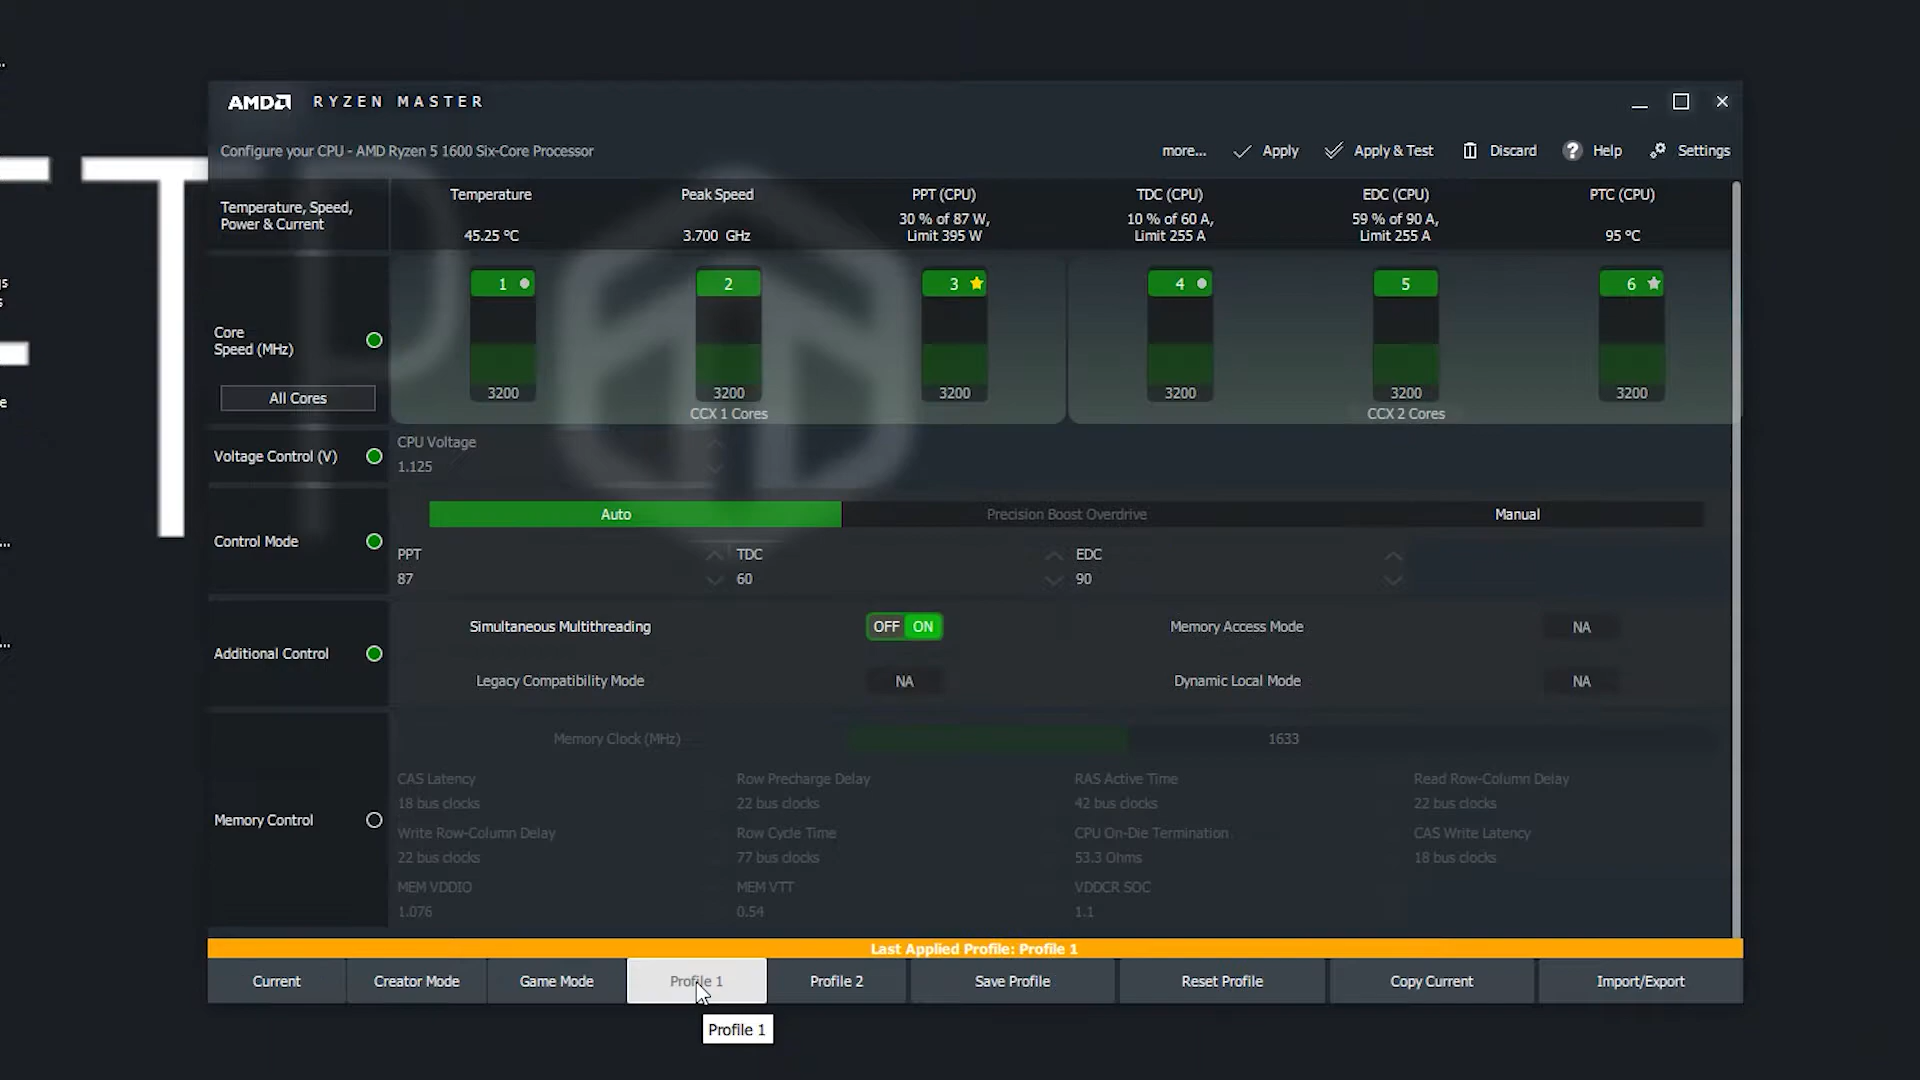 AMD RYZEN MASTER
Configure your CPU - AMD Ryzen 5 1600 Six-Core Processor
more... Apply Apply & Test Discard Help Settings
Temperature, Speed,
Power & Current
Temperature Peak Speed PPT (CPU) TDC (CPU) EDC (CPU) PTC (CPU)
30 % of 87 W, 10 % of 60 A, 59 % of 90 A,
45.25 °C 3.700 GHz Limit 395 W Limit 255 A Limit 255 A 95 °C
1 2 3 4 5 6
Core
Speed (MHz)
All Cores
3200 3200 3200 3200 3200 3200
CCX 1 Cores CCX 2 Cores
Voltage Control (V)
CPU Voltage
1.125
Control Mode
Auto Precision Boost Overdrive Manual
PPT TDC EDC
87 60 90
Additional Control
Simultaneous Multithreading OFF ON Memory Access Mode NA
Legacy Compatibility Mode NA Dynamic Local Mode NA
Memory Control
Memory Clock (MHz) 1633
CAS Latency Row Precharge Delay RAS Active Time Read Row-Column Delay
18 bus clocks 22 bus clocks 42 bus clocks 22 bus clocks
Write Row-Column Delay Row Cycle Time CPU On-Die Termination CAS Write Latency
22 bus clocks 77 bus clocks 53.3 Ohms 18 bus clocks
MEM VDDIO MEM VTT VDDCR SOC
1.076 0.54 1.1
Last Applied Profile: Profile 1
Current Creator Mode Game Mode Profile 1 Profile 2 Save Profile Reset Profile Copy Current Import/Export
Profile 1